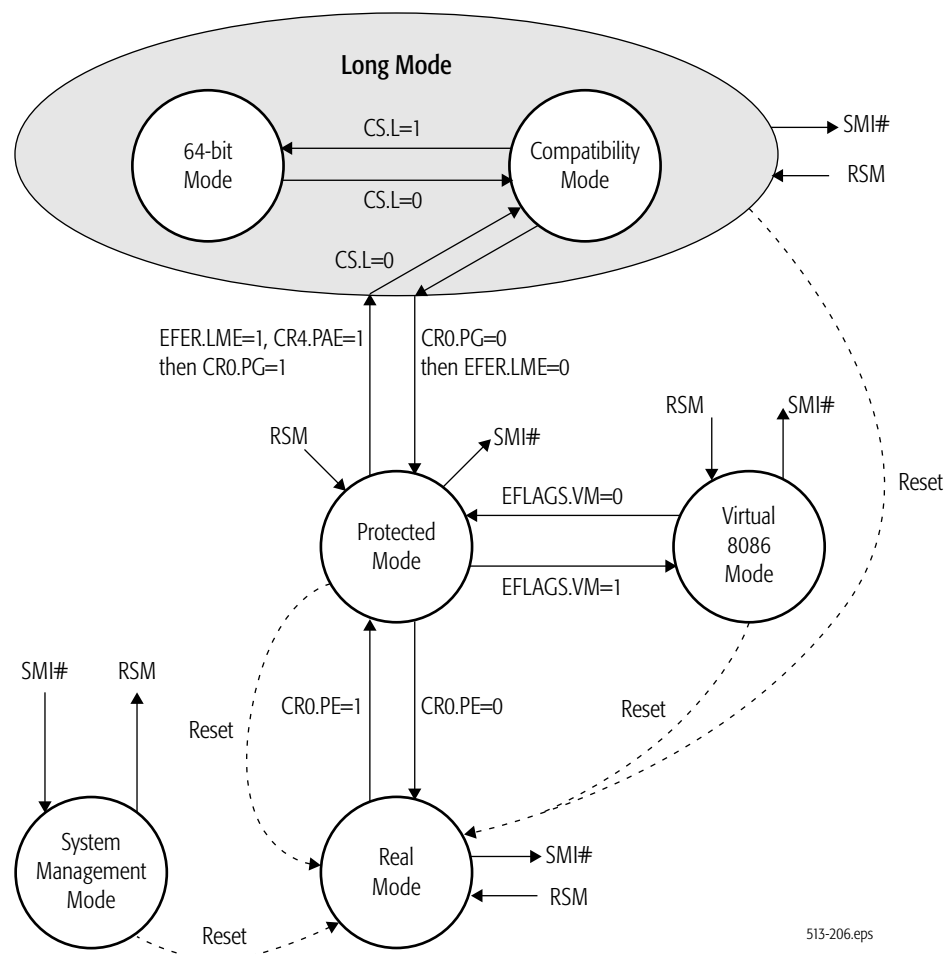 Long Mode
CS.L=1
SMI#
64-bit
Mode
Compatibility
Mode
RSM
CS.L=0
CS.L=0
EFER.LME=1, CR4.PAE=1
then CR0.PG=1
CR0.PG=0
then EFER.LME=0
RSM
SMI#
RSM
SMI#
Reset
EFLAGS.VM=0
Protected
Mode
Virtual
8086
Mode
EFLAGS.VM=1
SMI#
RSM
Reset
CR0.PE=1
CR0.PE=0
Reset
System
Management
Mode
Real
Mode
SMI#
RSM
Reset
513-206.eps